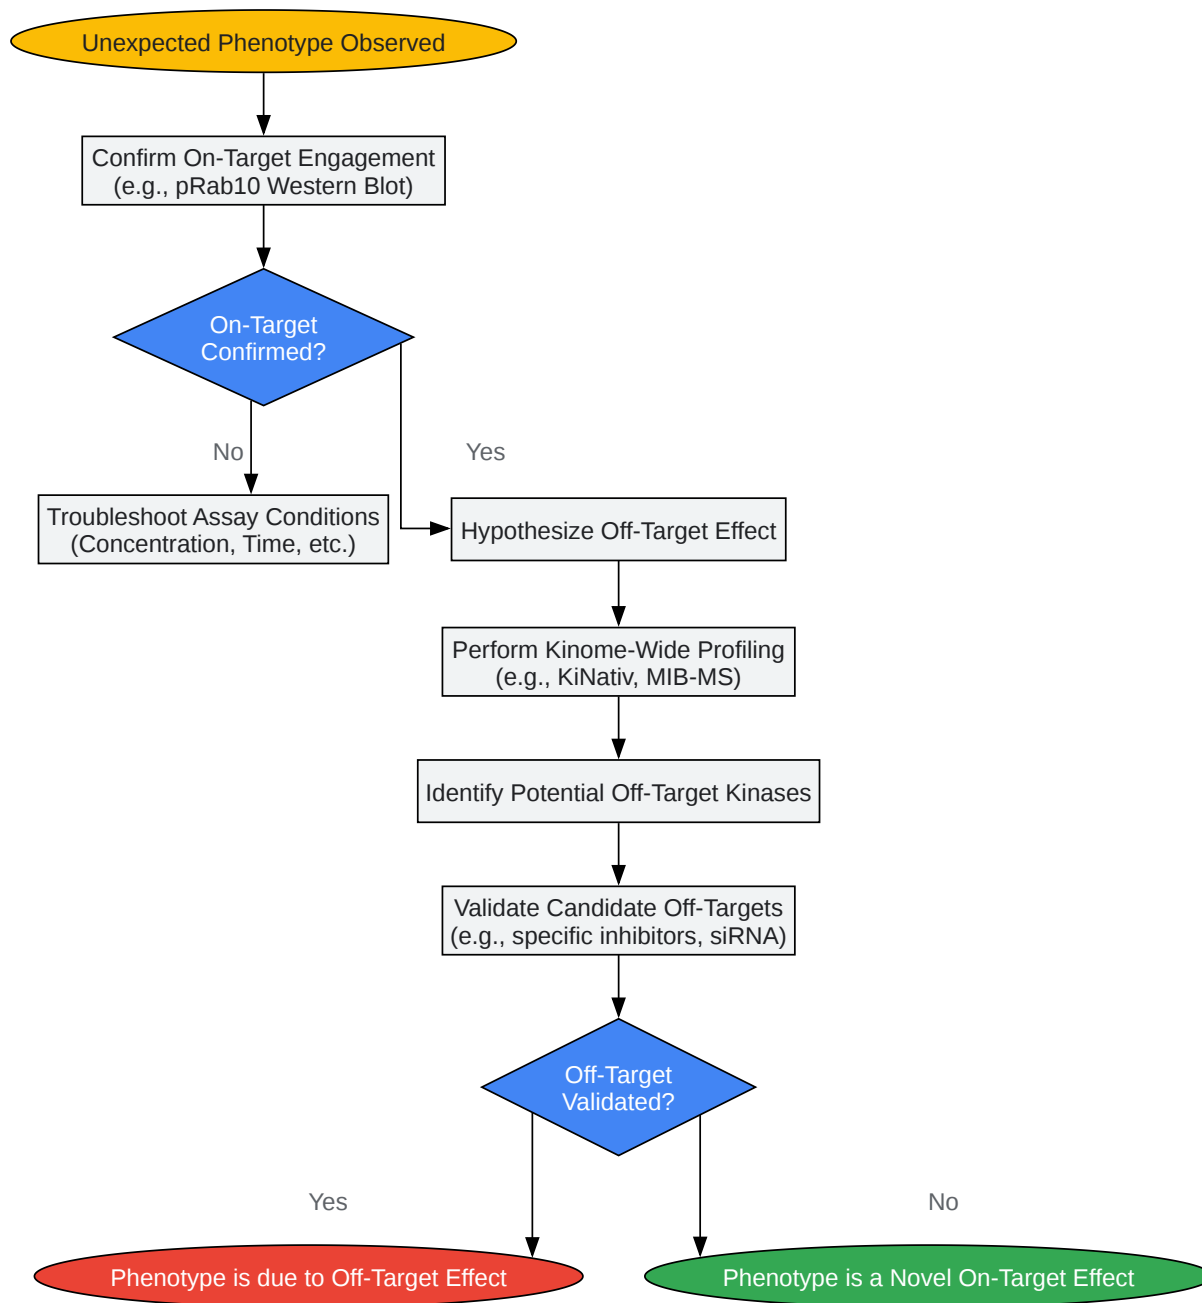 Unexpected Phenotype Observed
Confirm On-Target Engagement
(e.g., pRab10 Western Blot)
On-Target
Confirmed?
No
Yes
Troubleshoot Assay Conditions
(Concentration, Time, etc.)
Hypothesize Off-Target Effect
Perform Kinome-Wide Profiling
(e.g., KiNativ, MIB-MS)
Identify Potential Off-Target Kinases
Validate Candidate Off-Targets
(e.g., specific inhibitors, siRNA)
Off-Target
Validated?
Yes
No
Phenotype is due to Off-Target Effect
Phenotype is a Novel On-Target Effect